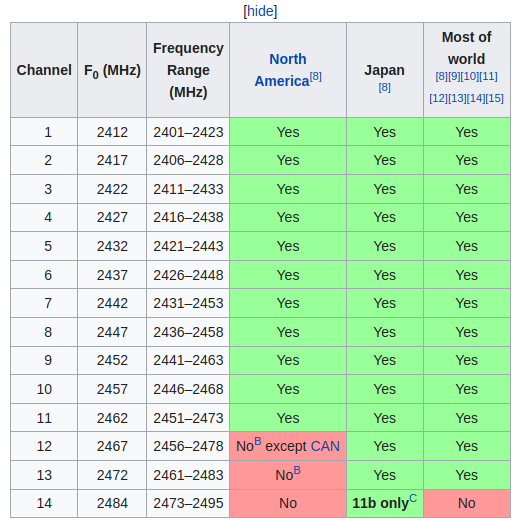 [hide]
Channel F0 (MHz) Frequency Range (MHz) North America[8] Japan [8] Most of world [8][9][10][11] [12][13][14][15]
1 2412 2401–2423 Yes Yes Yes
2 2417 2406–2428 Yes Yes Yes
3 2422 2411–2433 Yes Yes Yes
4 2427 2416–2438 Yes Yes Yes
5 2432 2421–2443 Yes Yes Yes
6 2437 2426–2448 Yes Yes Yes
7 2442 2431–2453 Yes Yes Yes
8 2447 2436–2458 Yes Yes Yes
9 2452 2441–2463 Yes Yes Yes
10 2457 2446–2468 Yes Yes Yes
11 2462 2451–2473 Yes Yes Yes
12 2467 2456–2478 NoB except CAN Yes Yes
13 2472 2461–2483 NoB Yes Yes
14 2484 2473–2495 No 11b onlyC No